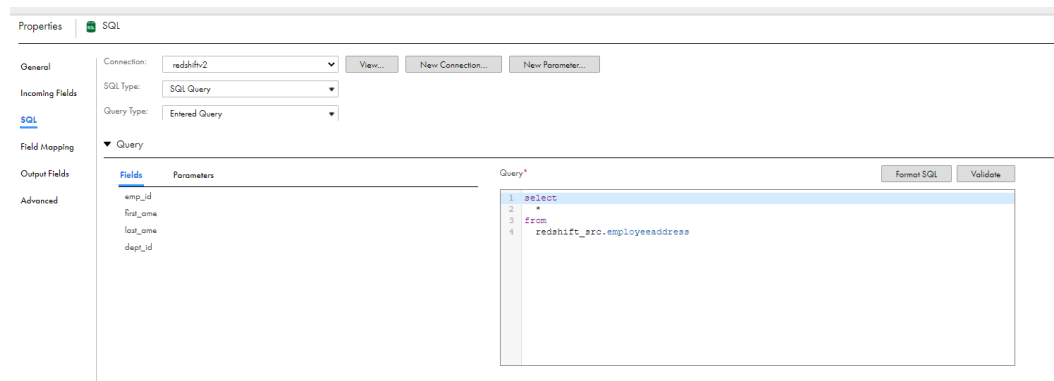 Properties SQL
General
Incoming Fields
SQL
Field Mapping
Output Fields
Advanced
Connection: redshiftv2 View... New Connection... New Parameter...
SQL Type: SQL Query
Query Type: Entered Query
Query
Fields Parameters
emp_id
first_ame
last_ame
dept_id
Query* Format SQL Validate
1 select
2 *
3 from
4 redshift_src.employeeaddress